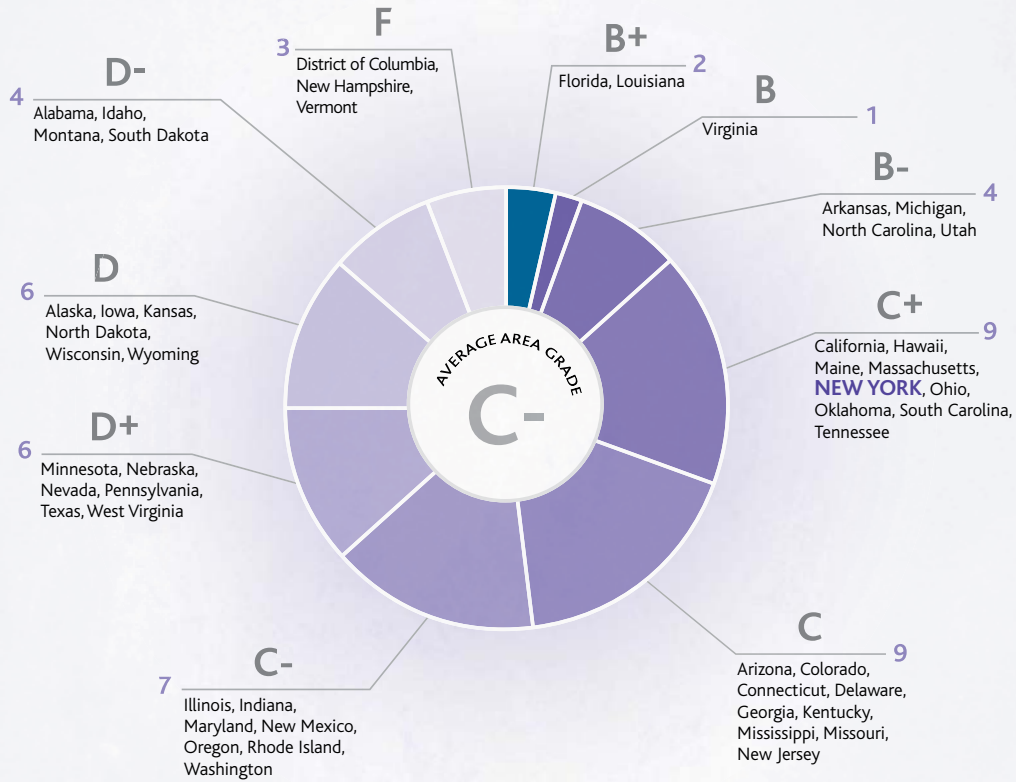 F
3
District of Columbia,
New Hampshire,
Vermont
B+
2
Florida, Louisiana
B
1
Virginia
B-
4
Arkansas, Michigan,
North Carolina, Utah
C+
9
California, Hawaii,
Maine, Massachusetts,
NEW YORK, Ohio,
Oklahoma, South Carolina,
Tennessee
C
9
Arizona, Colorado,
Connecticut, Delaware,
Georgia, Kentucky,
Mississippi, Missouri,
New Jersey
C-
7
Illinois, Indiana,
Maryland, New Mexico,
Oregon, Rhode Island,
Washington
D+
6
Minnesota, Nebraska,
Nevada, Pennsylvania,
Texas, West Virginia
D
6
Alaska, Iowa, Kansas,
North Dakota,
Wisconsin, Wyoming
D-
4
Alabama, Idaho,
Montana, South Dakota
AVERAGE AREA GRADE
C-